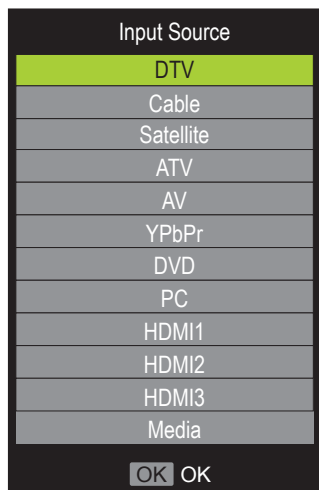 Input Source
DTV
Cable
Satellite
ATV
AV
YPbPr
DVD
PC
HDMI1
HDMI2
HDMI3
Media
OK OK